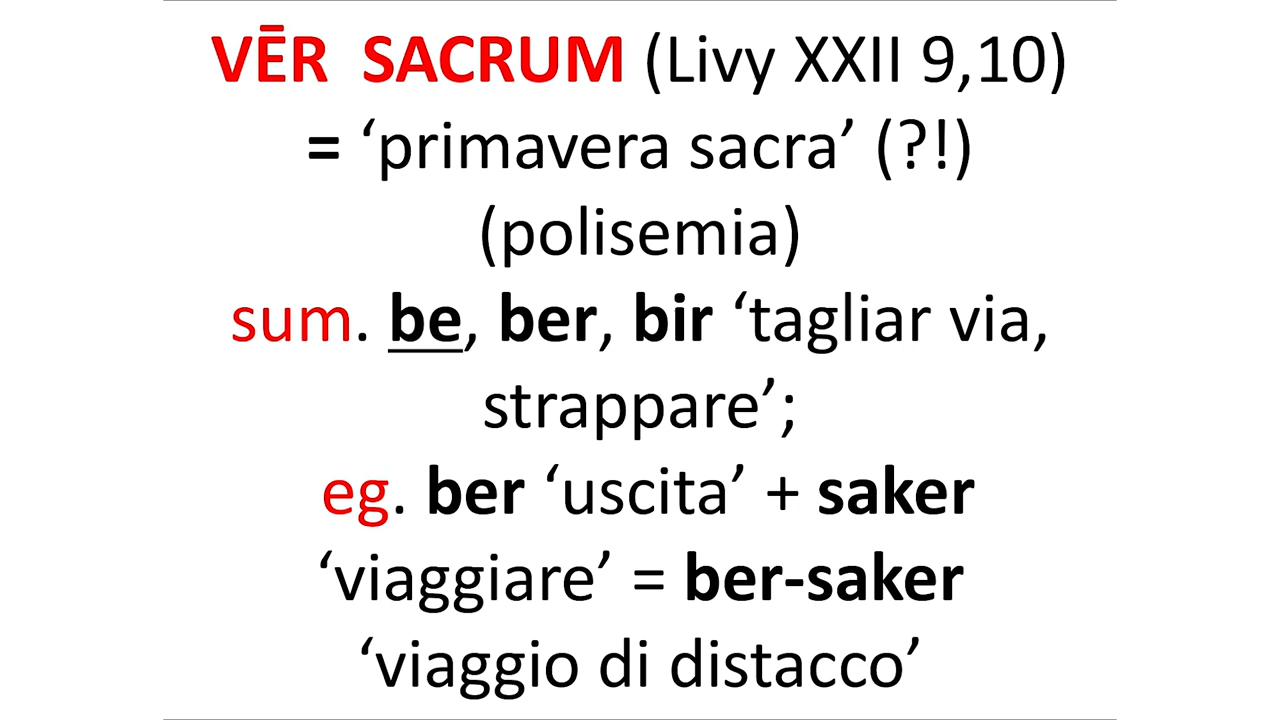 VĒR SACRUM (Livy XXII 9,10)
= ‘primavera sacra’ (?!)
(polisemia)
sum. be, ber, bir ‘tagliar via,
strappare’;
eg. ber ‘uscita’ + saker
‘viaggiare’ = ber-saker
‘viaggio di distacco’